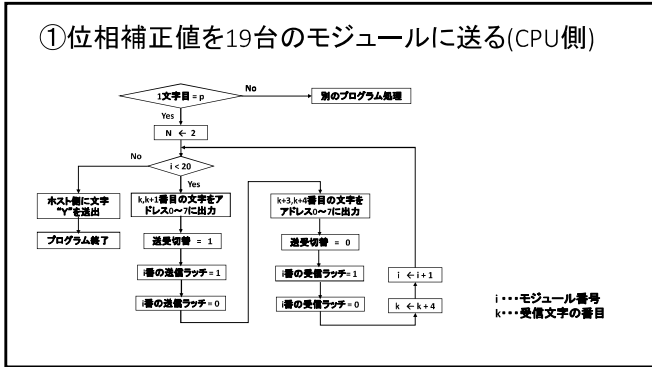 ①位相補正値を19台のモジュールに送る(CPU側)
1文字目 = p
No
別のプログラム処理
Yes
N ← 2
No
i < 20
Yes
ホスト側に文字
“Y”を送出
プログラム終了
k,k+1番目の文字をア
ドレス0～7に出力
送受切替 = 1
i番の送信ラッチ = 1
i番の送信ラッチ = 0
k+3,k+4番目の文字を
アドレス0～7に出力
送受切替 = 0
i番の受信ラッチ = 1
i番の受信ラッチ = 0
i ← i + 1
k ← k + 4
i・・・モジュール番号
k・・・受信文字の番目